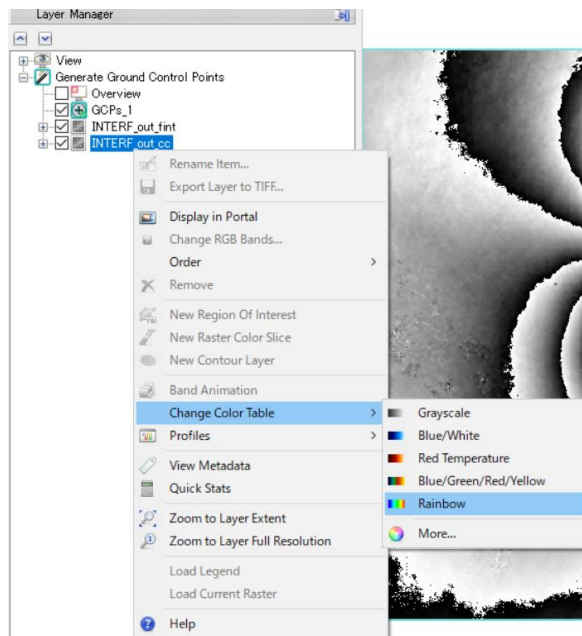 Layer Manager
View
Generate Ground Control Points
Overview
GCPs_1
INTERF_out_fint
INTERF_out_cc
Rename Item...
Export Layer to TIFF...
Display in Portal
Change RGB Bands...
Order
Remove
New Region Of Interest
New Raster Color Slice
New Contour Layer
Band Animation
Change Color Table
Profiles
View Metadata
Quick Stats
Zoom to Layer Extent
Zoom to Layer Full Resolution
Load Legend
Load Current Raster
Help
Grayscale
Blue/White
Red Temperature
Blue/Green/Red/Yellow
Rainbow
More...